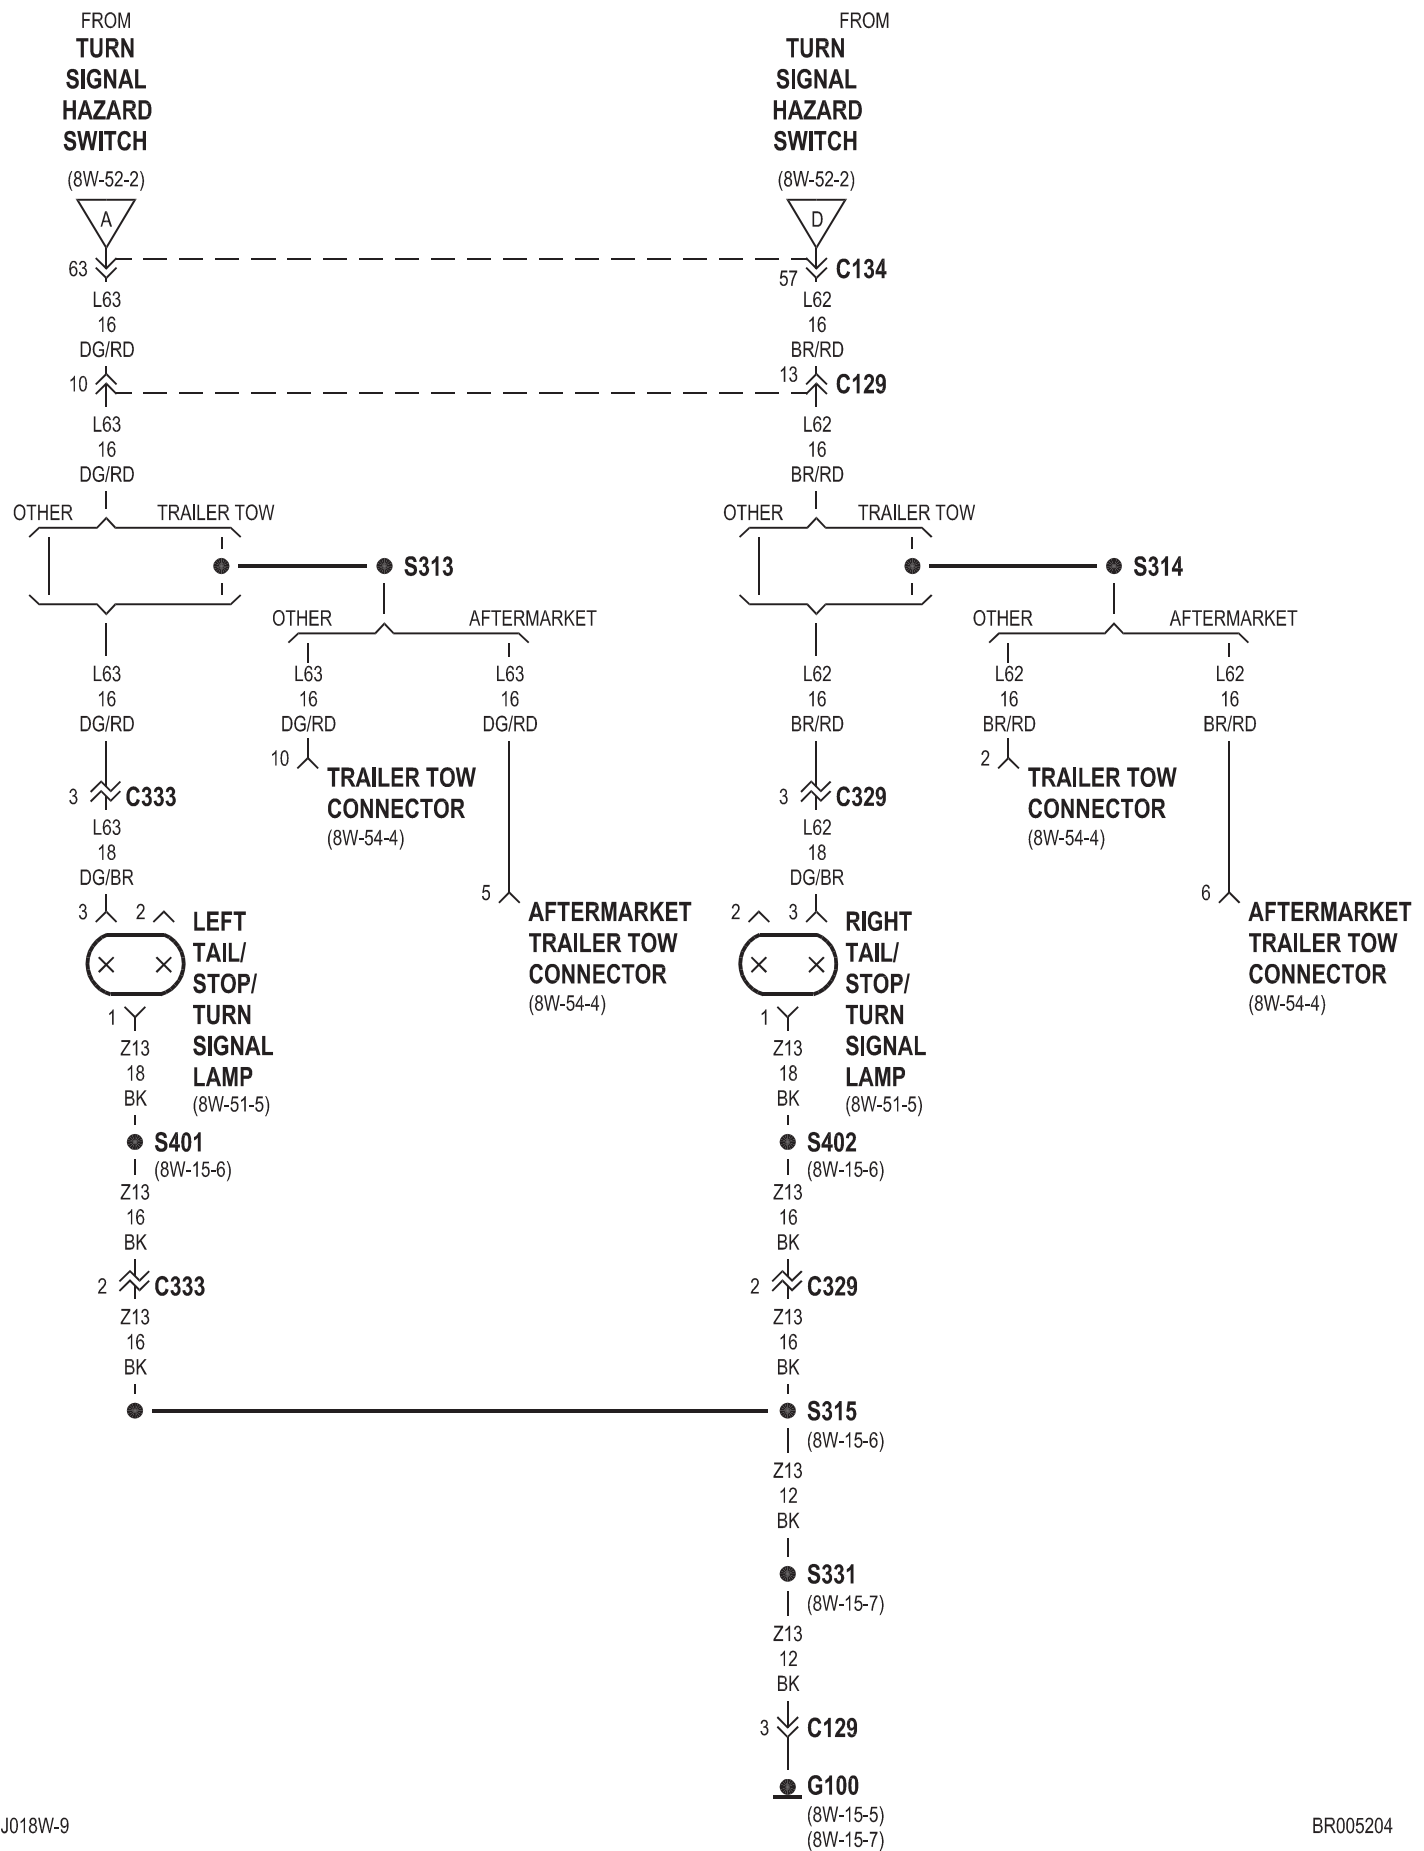 FROM
TURN
SIGNAL
HAZARD
SWITCH
(8W-52-2)
A
63
L63
16
DG/RD
10
L63
16
DG/RD
OTHER
TRAILER TOW
S313
OTHER
AFTERMARKET
L63
16
DG/RD
L63
16
DG/RD
L63
16
DG/RD
3
C333
10
TRAILER TOW
CONNECTOR
(8W-54-4)
L63
18
DG/BR
3
2
LEFT
TAIL/
STOP/
TURN
SIGNAL
LAMP
(8W-51-5)
5
AFTERMARKET
TRAILER TOW
CONNECTOR
(8W-54-4)
1
Z13
18
BK
S401
(8W-15-6)
Z13
16
BK
2
C333
Z13
16
BK
FROM
TURN
SIGNAL
HAZARD
SWITCH
(8W-52-2)
D
57
C134
L62
16
BR/RD
13
C129
L62
16
BR/RD
OTHER
TRAILER TOW
S314
OTHER
AFTERMARKET
L62
16
BR/RD
L62
16
BR/RD
L62
16
BR/RD
3
C329
2
TRAILER TOW
CONNECTOR
(8W-54-4)
L62
18
DG/BR
2
3
RIGHT
TAIL/
STOP/
TURN
SIGNAL
LAMP
(8W-51-5)
6
AFTERMARKET
TRAILER TOW
CONNECTOR
(8W-54-4)
1
Z13
18
BK
S402
(8W-15-6)
Z13
16
BK
2
C329
Z13
16
BK
S315
(8W-15-6)
Z13
12
BK
S331
(8W-15-7)
Z13
12
BK
3
C129
G100
(8W-15-5)
(8W-15-7)
J018W-9
BR005204